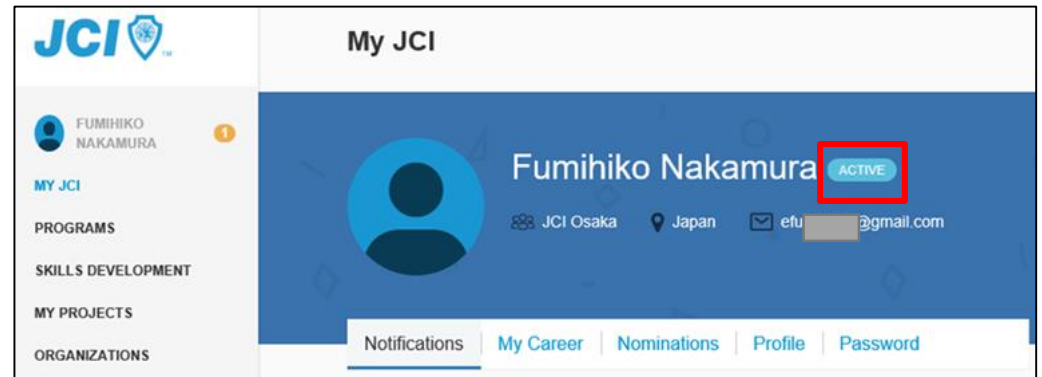 JCI
My JCI
FUMIHIKO
NAKAMURA
1
MY JCI
PROGRAMS
SKILLS DEVELOPMENT
MY PROJECTS
ORGANIZATIONS
Fumihiko Nakamura ACTIVE
JCI Osaka Japan efu @gmail.com
Notifications My Career Nominations Profile Password